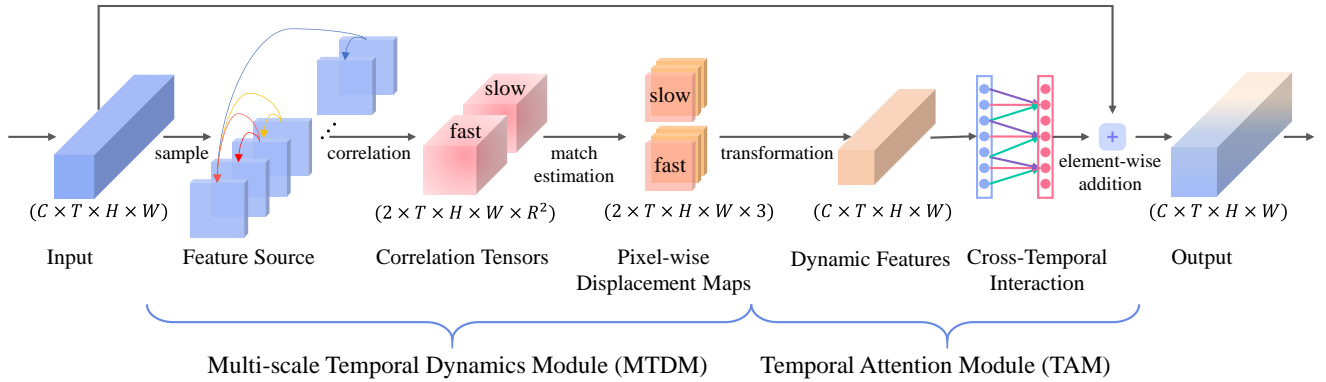 slow
fast
slow
fast
sample
correlation
match
estimation
transformation
+
element-wise
addition
(C × T × H × W)
(2 × T × H × W × R²)
(2 × T × H × W × 3)
(C × T × H × W)
(C × T × H × W)
Input
Feature Source
Correlation Tensors
Pixel-wise
Displacement Maps
Dynamic Features
Cross-Temporal
Interaction
Output
Multi-scale Temporal Dynamics Module (MTDM)
Temporal Attention Module (TAM)